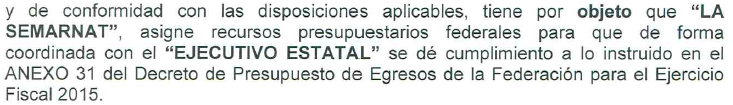 y de conformidad con las disposiciones aplicables, tiene por objeto que “LA
SEMARNAT”, asigne recursos presupuestarios federales para que de forma
coordinada con el “EJECUTIVO ESTATAL” se dé cumplimiento a lo instruido en el
ANEXO 31 del Decreto de Presupuesto de Egresos de la Federación para el Ejercicio
Fiscal 2015.